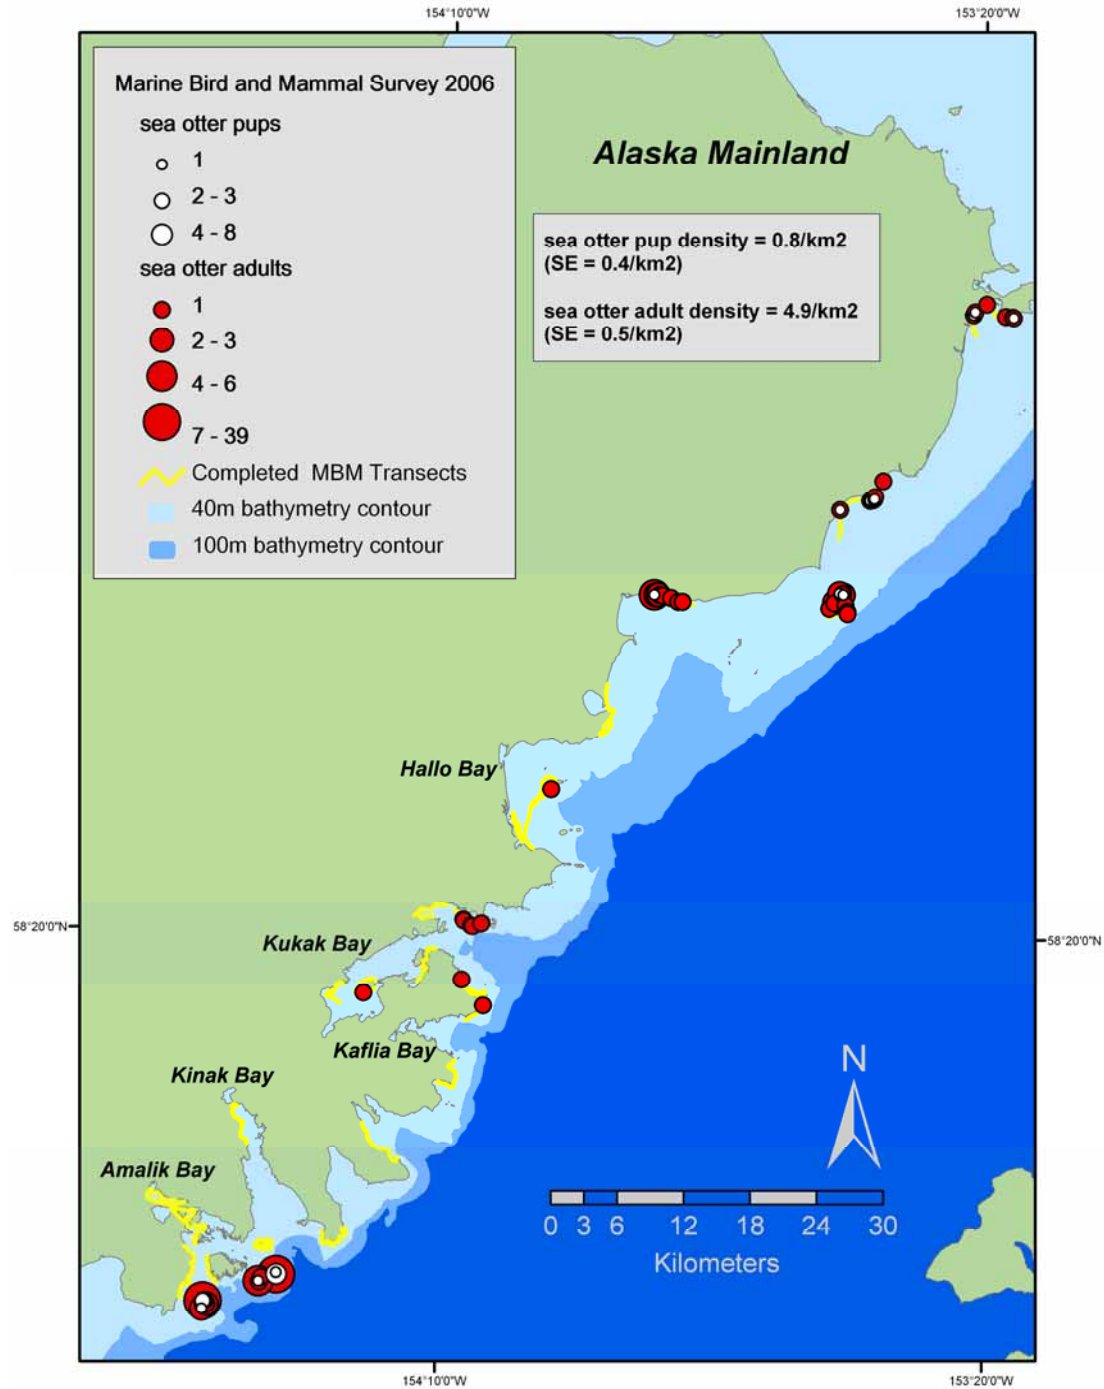 154°10'0"W
153°20'0"W
Marine Bird and Mammal Survey 2006
sea otter pups
1
2 - 3
4 - 8
sea otter adults
1
2 - 3
4 - 6
7 - 39
Completed MBM Transects
40m bathymetry contour
100m bathymetry contour
Alaska Mainland
sea otter pup density = 0.8/km2
(SE = 0.4/km2)
sea otter adult density = 4.9/km2
(SE = 0.5/km2)
Hallo Bay
58°20'0"N
Kukak Bay
58°20'0"N
Kaflia Bay
Kinak Bay
N
Amalik Bay
0 3 6 12 18 24 30
Kilometers
154°10'0"W
153°20'0"W